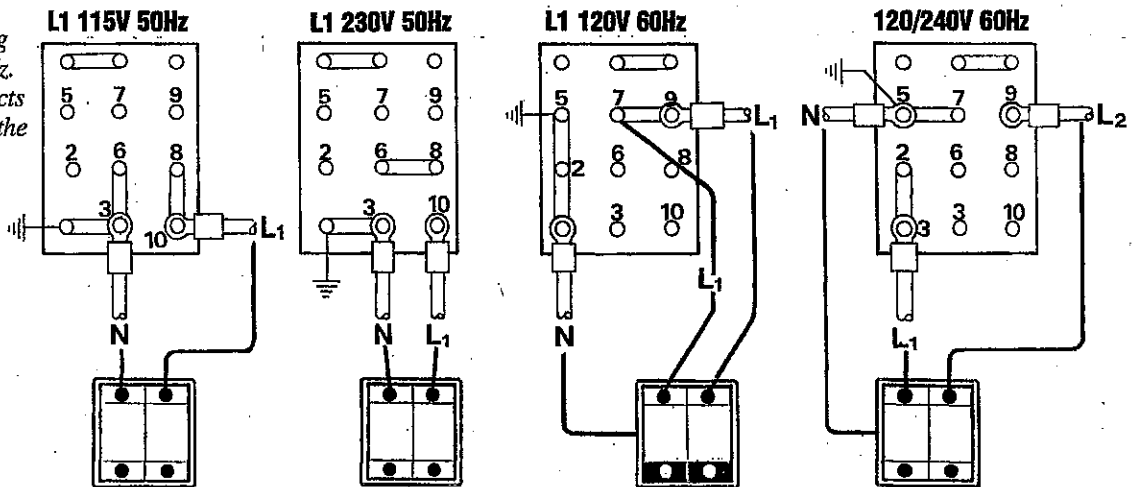 L1 115V 50Hz
5 7 9
2 6 8
3
10
L1
N
L1 230V 50Hz
5 7 9
2 6 8
3 10
N L1
L1 120V 60Hz
5 7 9
L1
2 6 8
3 10
L1
N
120/240V 60Hz
N 5 7 9 L2
2 6 8
3 3 10
L1
g
z.
cts
the